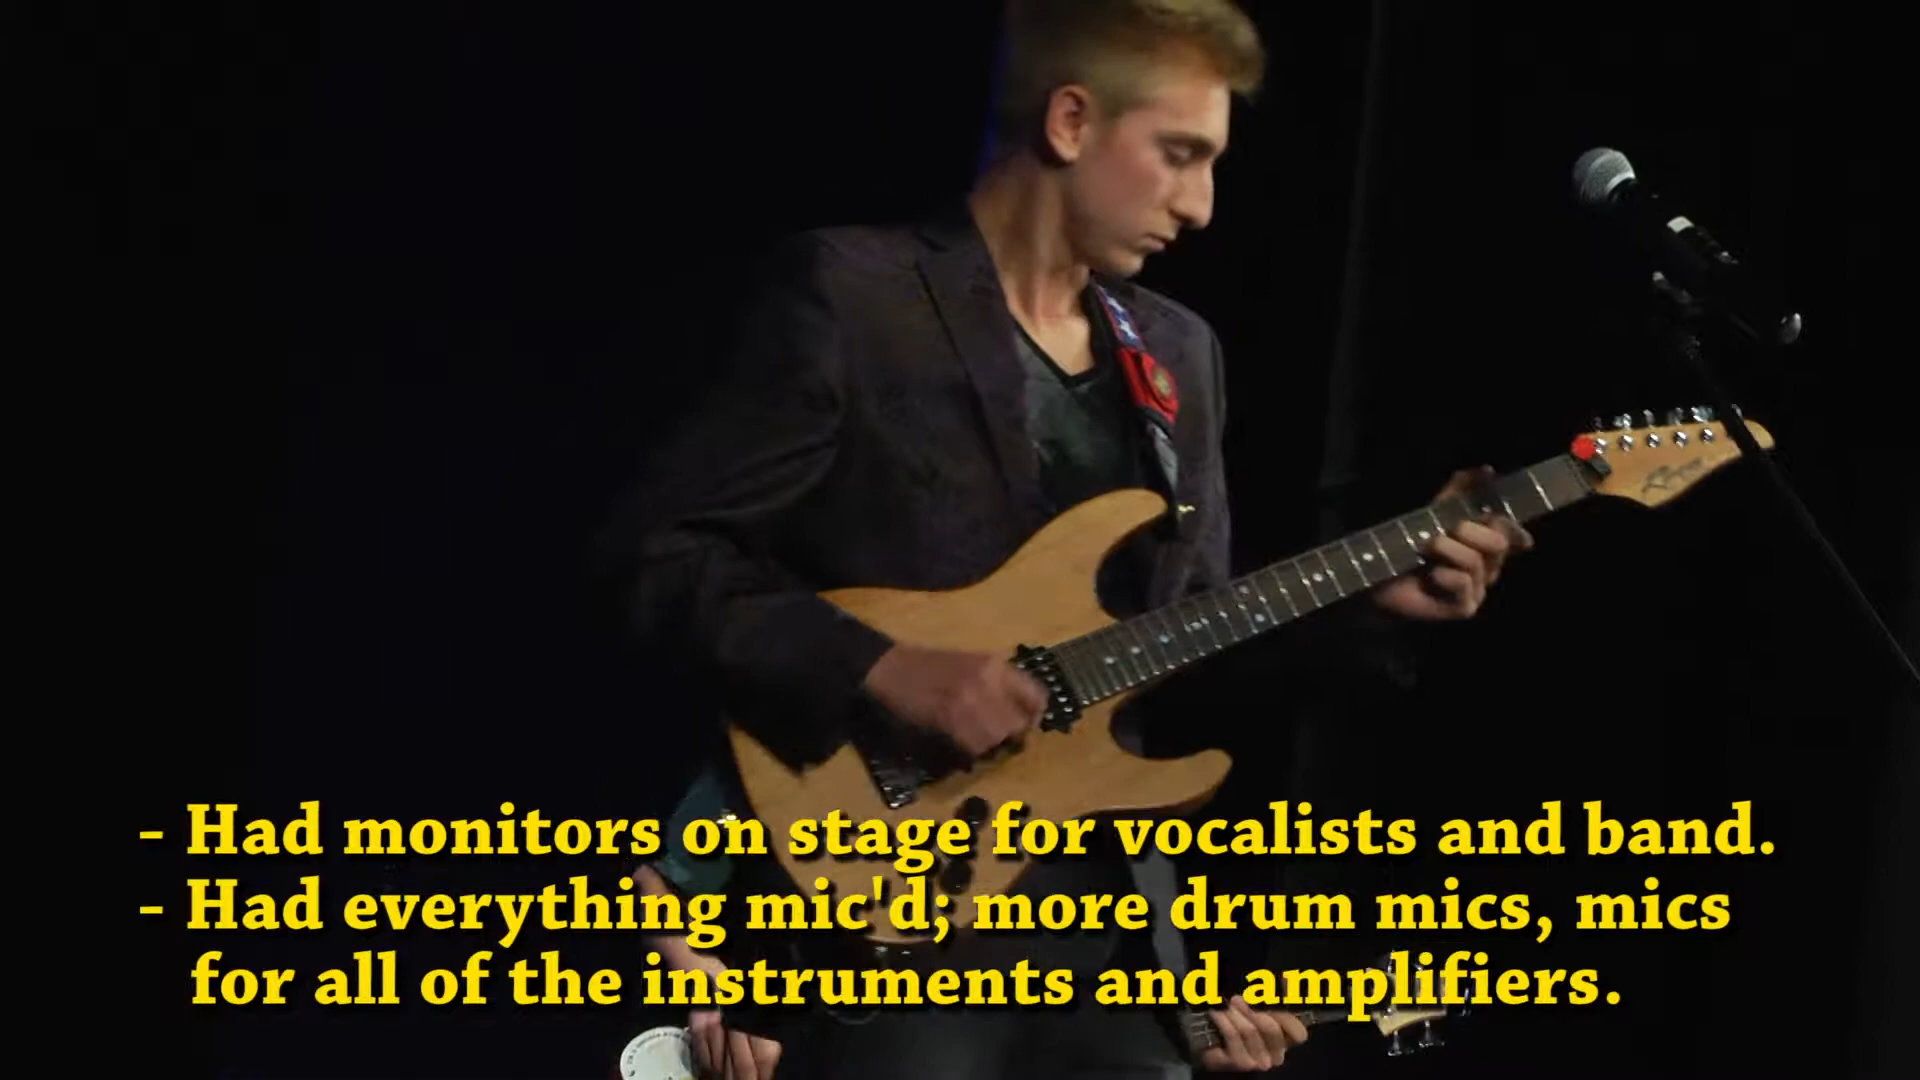 - Had monitors on stage for vocalists and band.
- Had everything mic'd; more drum mics, mics
for all of the instruments and amplifiers.